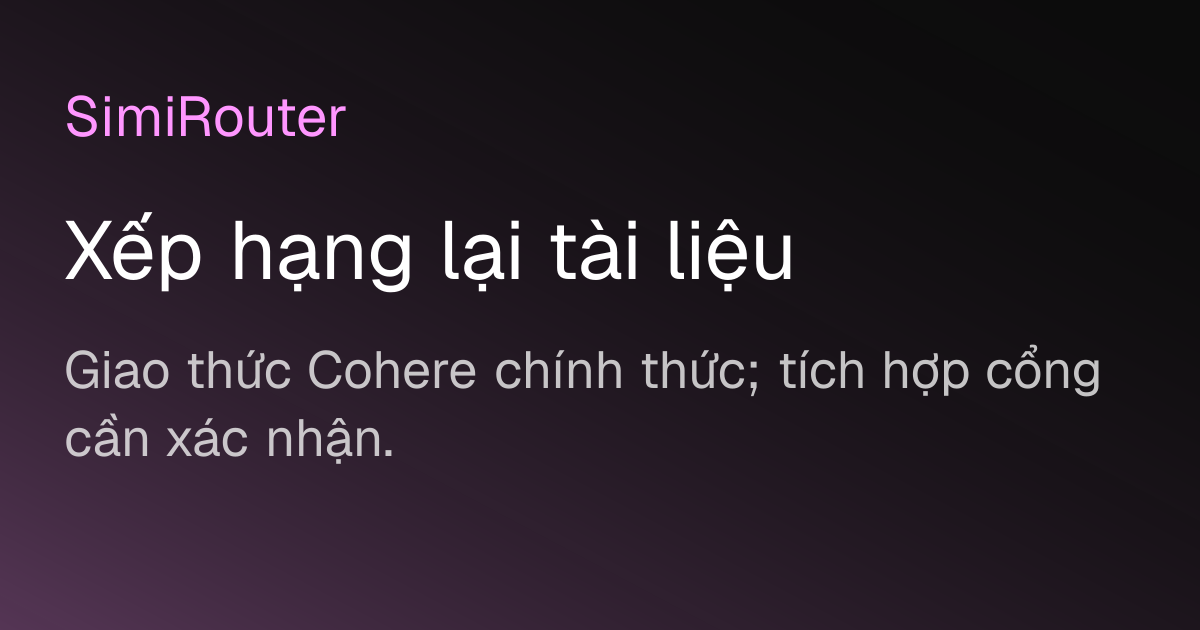 SimiRouter
Xếp hạng lại tài liệu
Giao thức Cohere chính thức; tích hợp cổng
cần xác nhận.